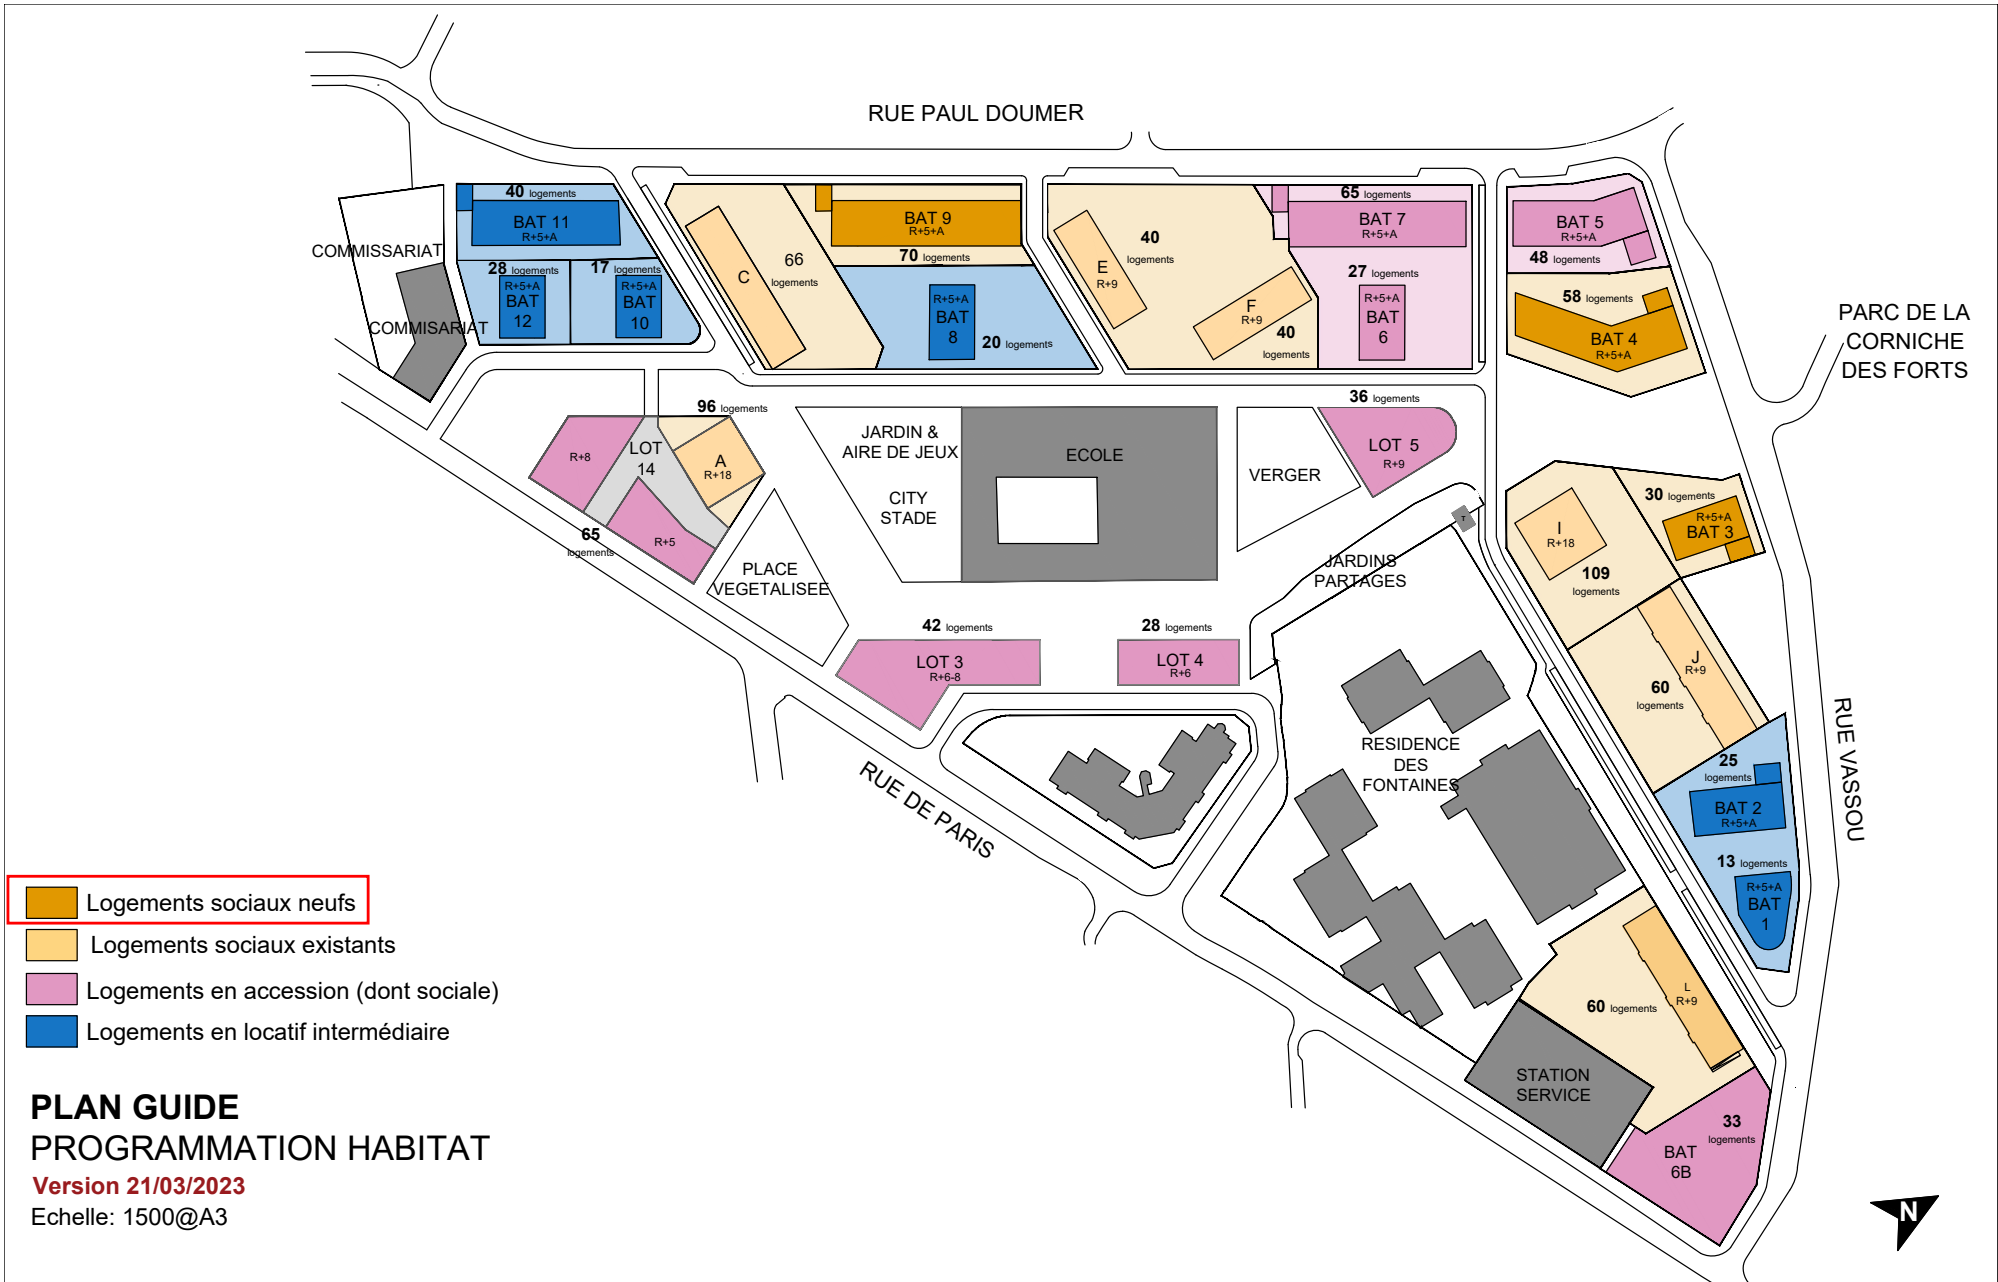 RUE PAUL DOUMER
40 logements
BAT 11
R+5+A
28 logements
R+5+A
BAT
12
17 logements
R+5+A
BAT
10
COMMISSARIAT
COMMISARIAT
C
66
logements
BAT 9
R+5+A
70 logements
R+5+A
BAT
8
20 logements
E
R+9
40
logements
F
R+9
40
logements
65 logements
BAT 7
R+5+A
27 logements
R+5+A
BAT
6
BAT 5
R+5+A
48 logements
58 logements
BAT 4
R+5+A
PARC DE LA
CORNICHE
DES FORTS
96 logements
R+8
LOT
14
A
R+18
R+5
65
logements
JARDIN &
AIRE DE JEUX
CITY
STADE
ECOLE
VERGER
36 logements
LOT 5
R+9
PLACE
VEGETALISEE
JARDINS
PARTAGES
T
I
R+18
109
logements
30 logements
R+5+A
BAT 3
42 logements
LOT 3
R+6-8
28 logements
LOT 4
R+6
J
R+9
60
logements
RESIDENCE
DES
FONTAINES
25
logements
BAT 2
R+5+A
13 logements
R+5+A
BAT
1
RUE VASSOU
RUE DE PARIS
L
R+9
60 logements
STATION
SERVICE
33
logements
BAT
6B
Logements sociaux neufs
Logements sociaux existants
Logements en accession (dont sociale)
Logements en locatif intermédiaire
PLAN GUIDE
PROGRAMMATION HABITAT
Version 21/03/2023
Echelle: 1500@A3
N